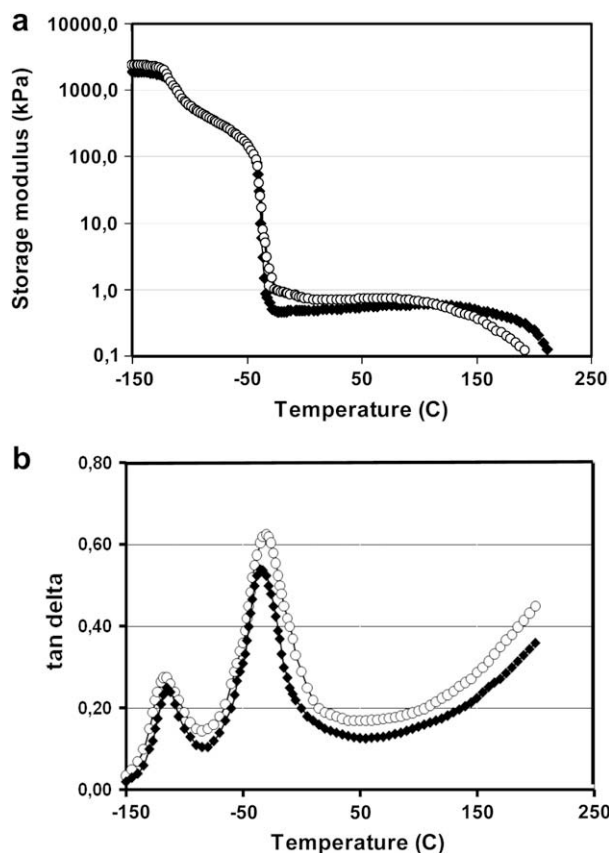 a
Storage modulus (kPa)
10000,0
1000,0
100,0
10,0
1,0
0,1
-150 -50 50 150 250
Temperature (C)
b
tan delta
0,80
0,60
0,40
0,20
0,00
-150 -50 50 150 250
Temperature (C)